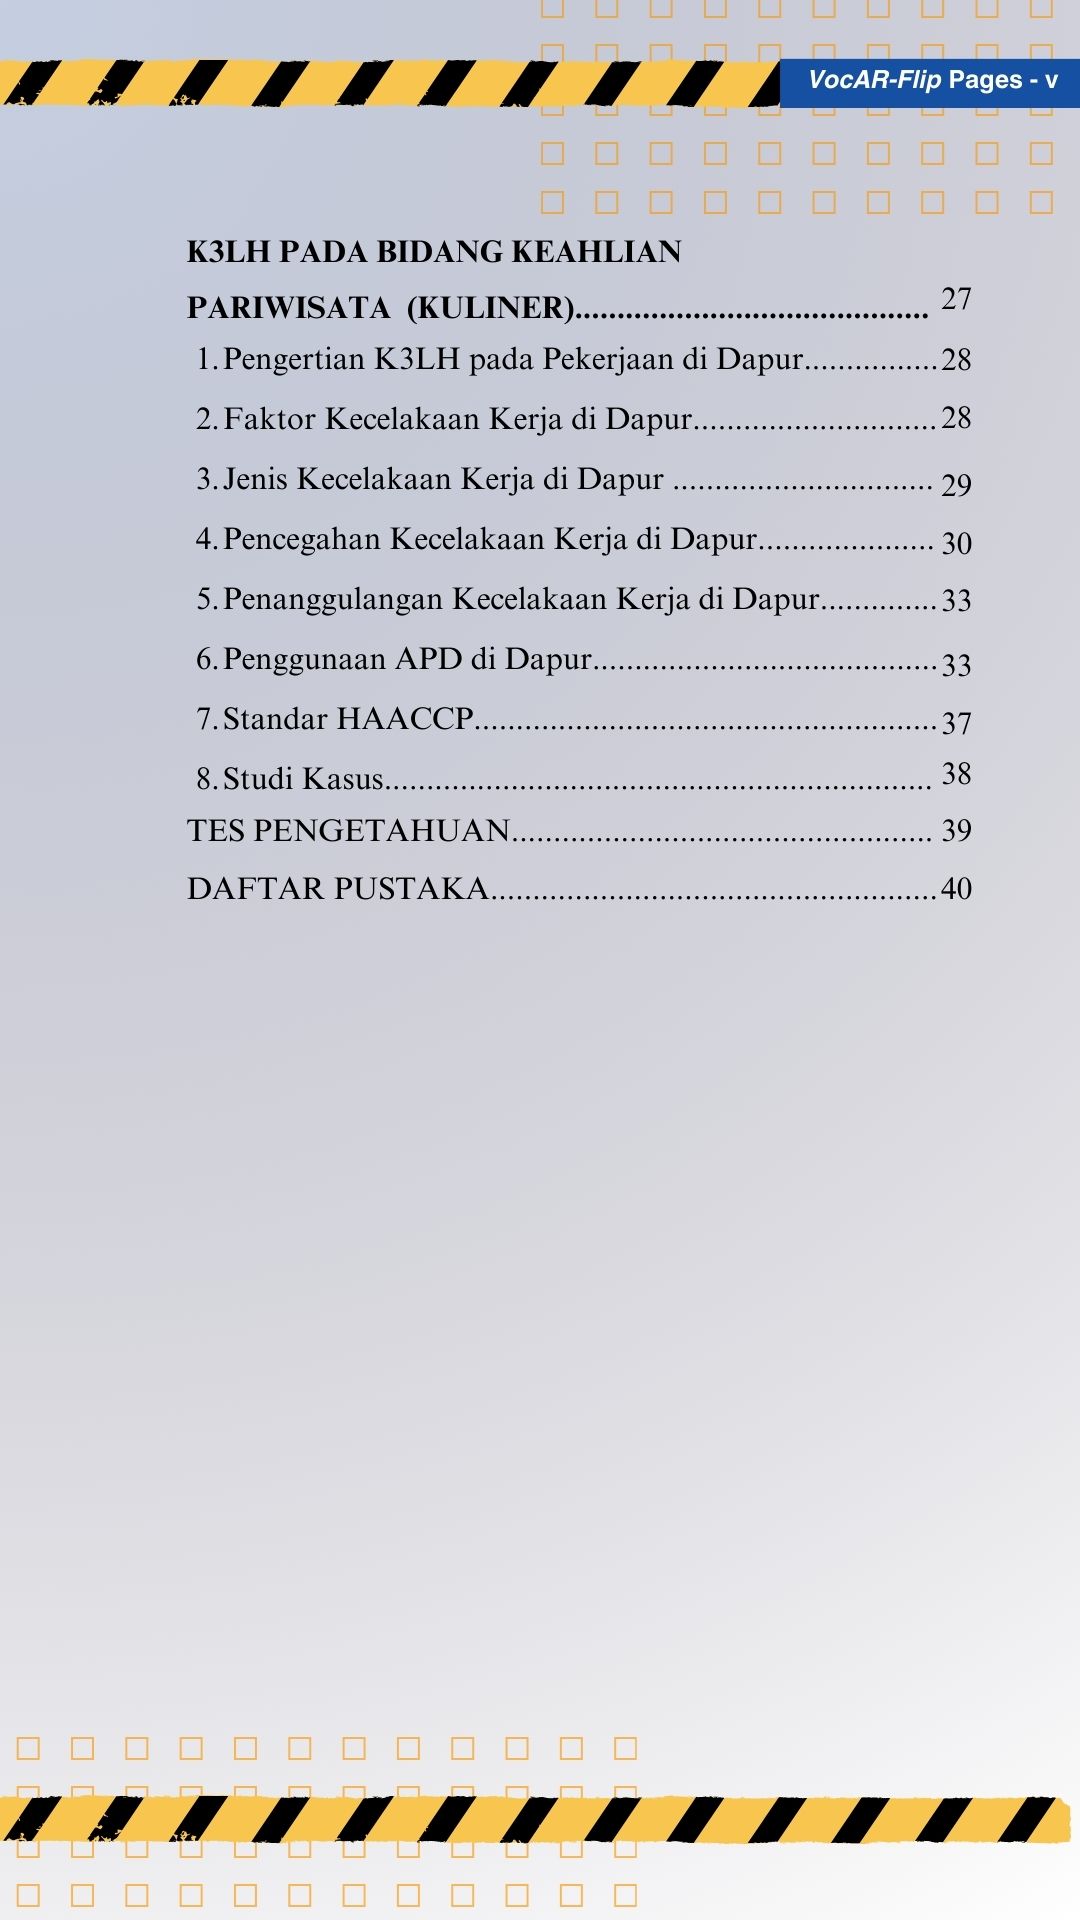 VocAR-Flip Pages - v
K3LH PADA BIDANG KEAHLIAN
PARIWISATA (KULINER).......................................... 27
1. Pengertian K3LH pada Pekerjaan di Dapur................ 28
2. Faktor Kecelakaan Kerja di Dapur............................. 28
3. Jenis Kecelakaan Kerja di Dapur ............................... 29
4. Pencegahan Kecelakaan Kerja di Dapur..................... 30
5. Penanggulangan Kecelakaan Kerja di Dapur.............. 33
6. Penggunaan APD di Dapur......................................... 33
7. Standar HAACCP....................................................... 37
8. Studi Kasus................................................................. 38
TES PENGETAHUAN.................................................. 39
DAFTAR PUSTAKA..................................................... 40